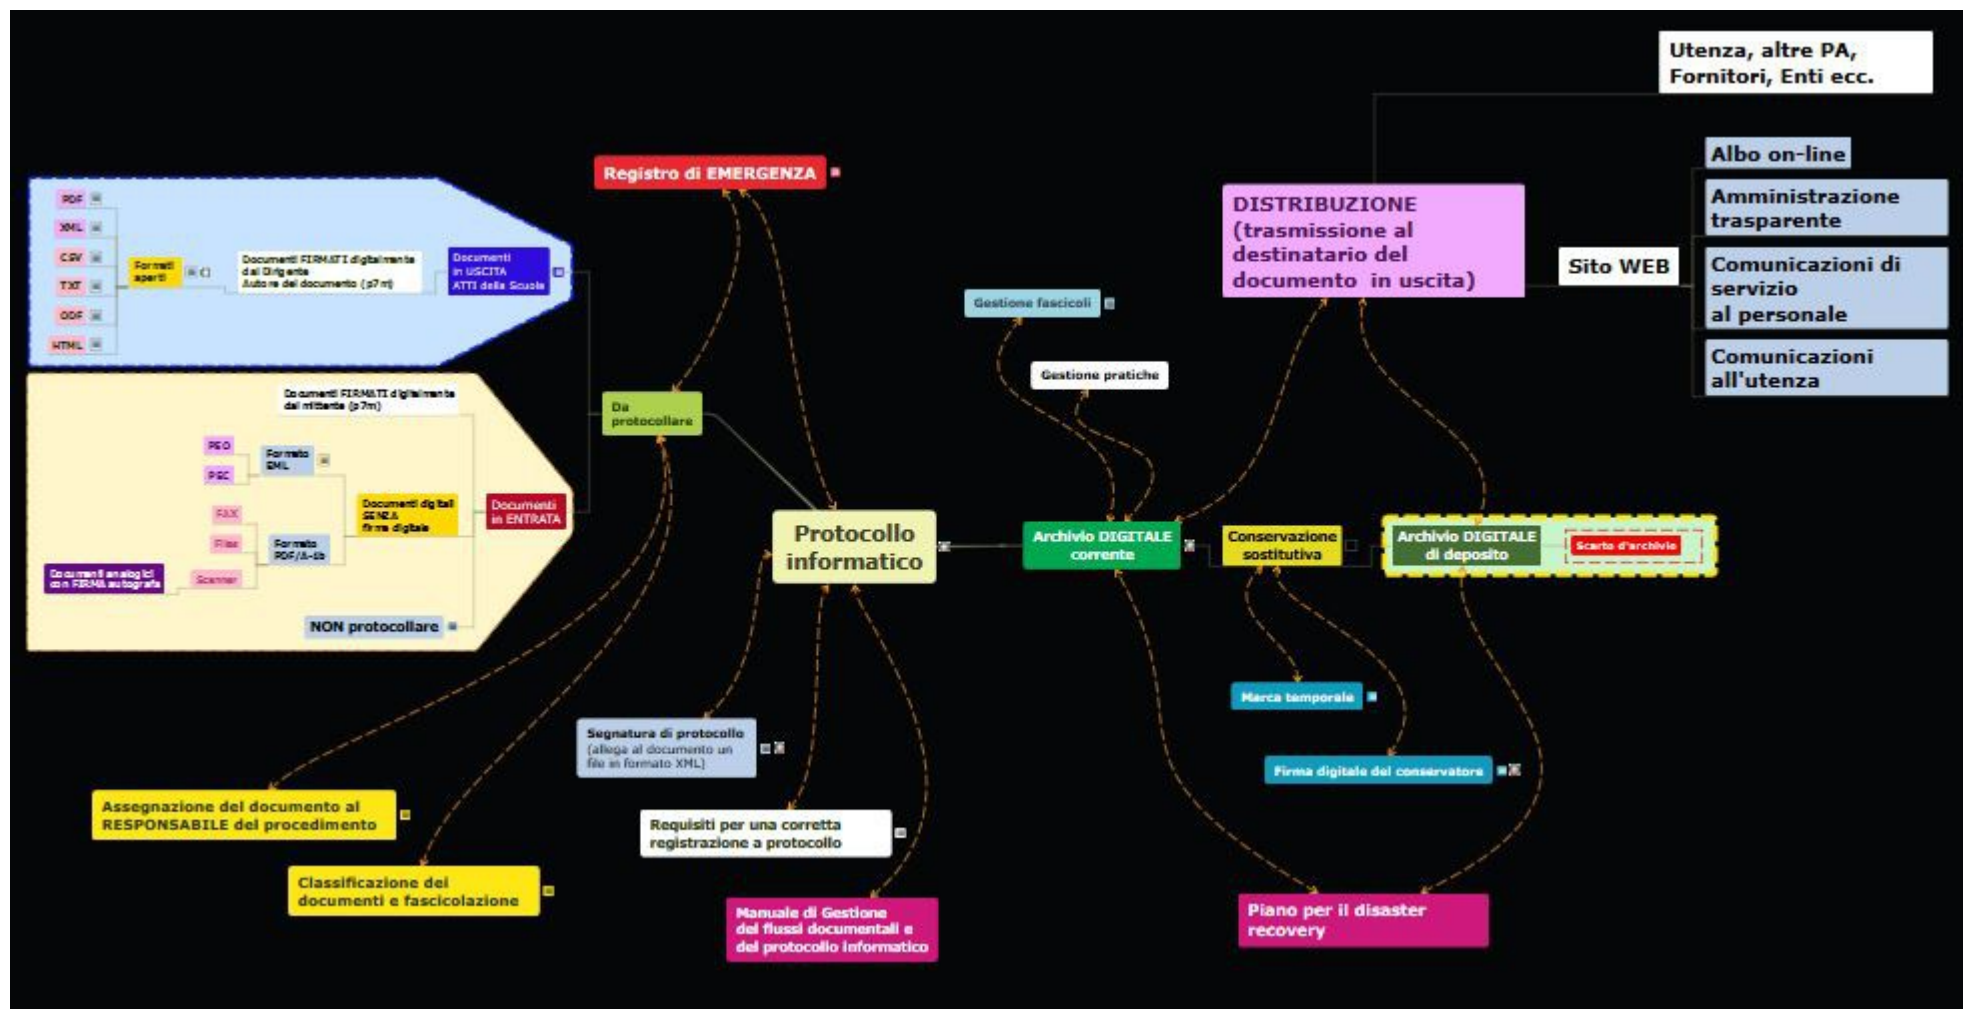 Utenza, altre PA,
Fornitori, Enti ecc.
Registro di EMERGENZA
Albo on-line
Amministrazione
trasparente
Comunicazioni di
servizio
al personale
Comunicazioni
all'utenza
Sito WEB
DISTRIBUZIONE
(trasmissione al
destinatario del
documento in uscita)
PDF
XML
CSV
TXT
ODF
HTML
Formati
aperti
Documenti FIRMATI digitalmente
dal Dirigente
Autore del documento (p7m)
Documenti
in USCITA
ATTI della Scuola
Gestione fascicoli
Gestione pratiche
Da
protocollare
Documenti FIRMATI digitalmente
dal mittente (p7m)
PEO
PEC
Formato
EML
FAX
Files
Scanner
Formato
PDF/A-1b
Documenti digitali
SENZA
firma digitale
Documenti
in ENTRATA
Documenti analogici
con FIRMA autografa
NON protocollare
Protocollo
informatico
Archivio DIGITALE
corrente
Conservazione
sostitutiva
Archivio DIGITALE
di deposito
Scarto d'archivio
Marca temporale
Firma digitale del conservatore
Segnatura di protocollo
(allega al documento un
file in formato XML)
Assegnazione del documento al
RESPONSABILE del procedimento
Requisiti per una corretta
registrazione a protocollo
Classificazione dei
documenti e fascicolazione
Manuale di Gestione
dei flussi documentali e
del protocollo informatico
Piano per il disaster
recovery